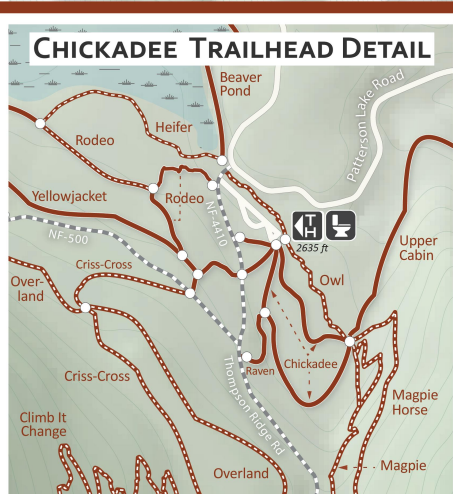 CHICKADEE TRAILHEAD DETAIL
Beaver
Pond
Patterson Lake Road
Heifer
Rodeo
Yellowjacket
Rodeo
NF-4410
NF-500
TH
2635 ft
Upper
Cabin
Criss-Cross
Over-
land
Owl
Criss-Cross
Raven
Chickadee
Thompson Ridge Rd
Magpie
Horse
Climb It
Change
Overland
Magpie